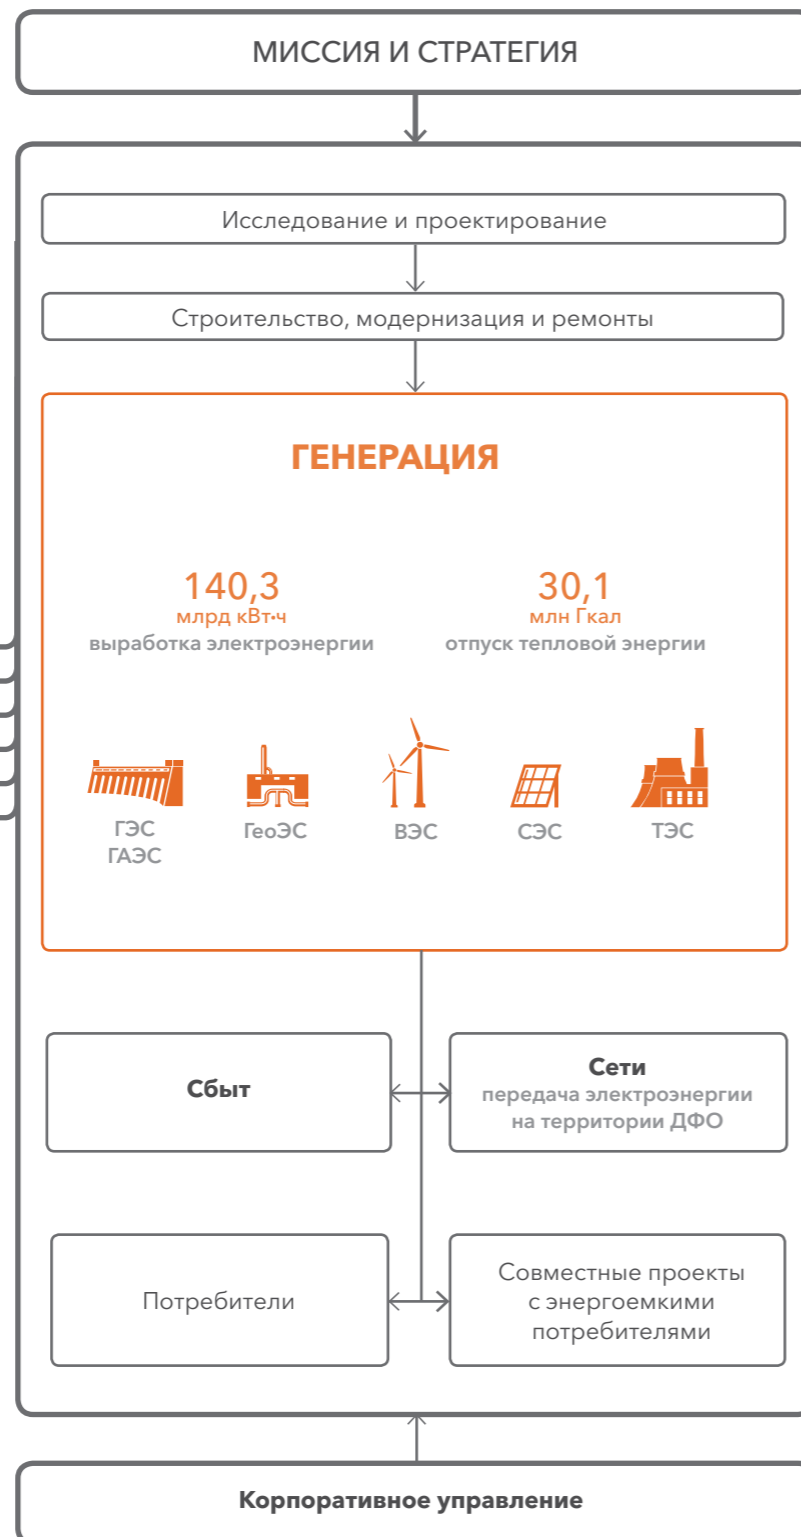 МИССИЯ И СТРАТЕГИЯ
Исследование и проектирование
Строительство, модернизация и ремонты
ГЕНЕРАЦИЯ
140,3
млрд кВт·ч
выработка электроэнергии
30,1
млн Гкал
отпуск тепловой энергии
ГЭС
ГАЭС
ГеоЭС
ВЭС
СЭС
ТЭС
Сбыт
Сети
передача электроэнергии
на территории ДФО
Потребители
Совместные проекты
с энергоемкими
потребителями
Корпоративное управление